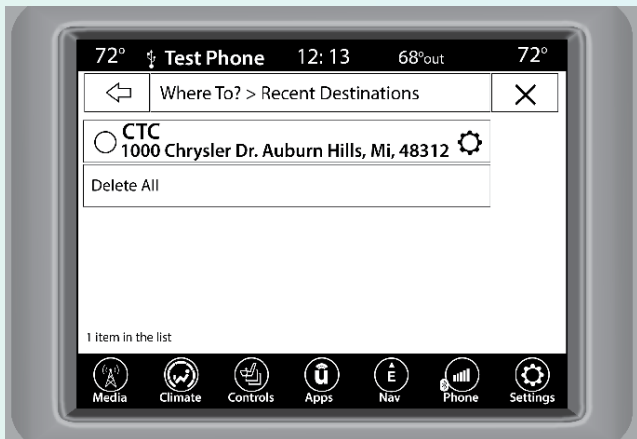 72° Test Phone 12: 13 68°out 72°
Where To? > Recent Destinations
CTC
1000 Chrysler Dr. Auburn Hills, Mi, 48312
Delete All
1 item in the list
û E
Media Climate Controls Apps Nav Phone Settings